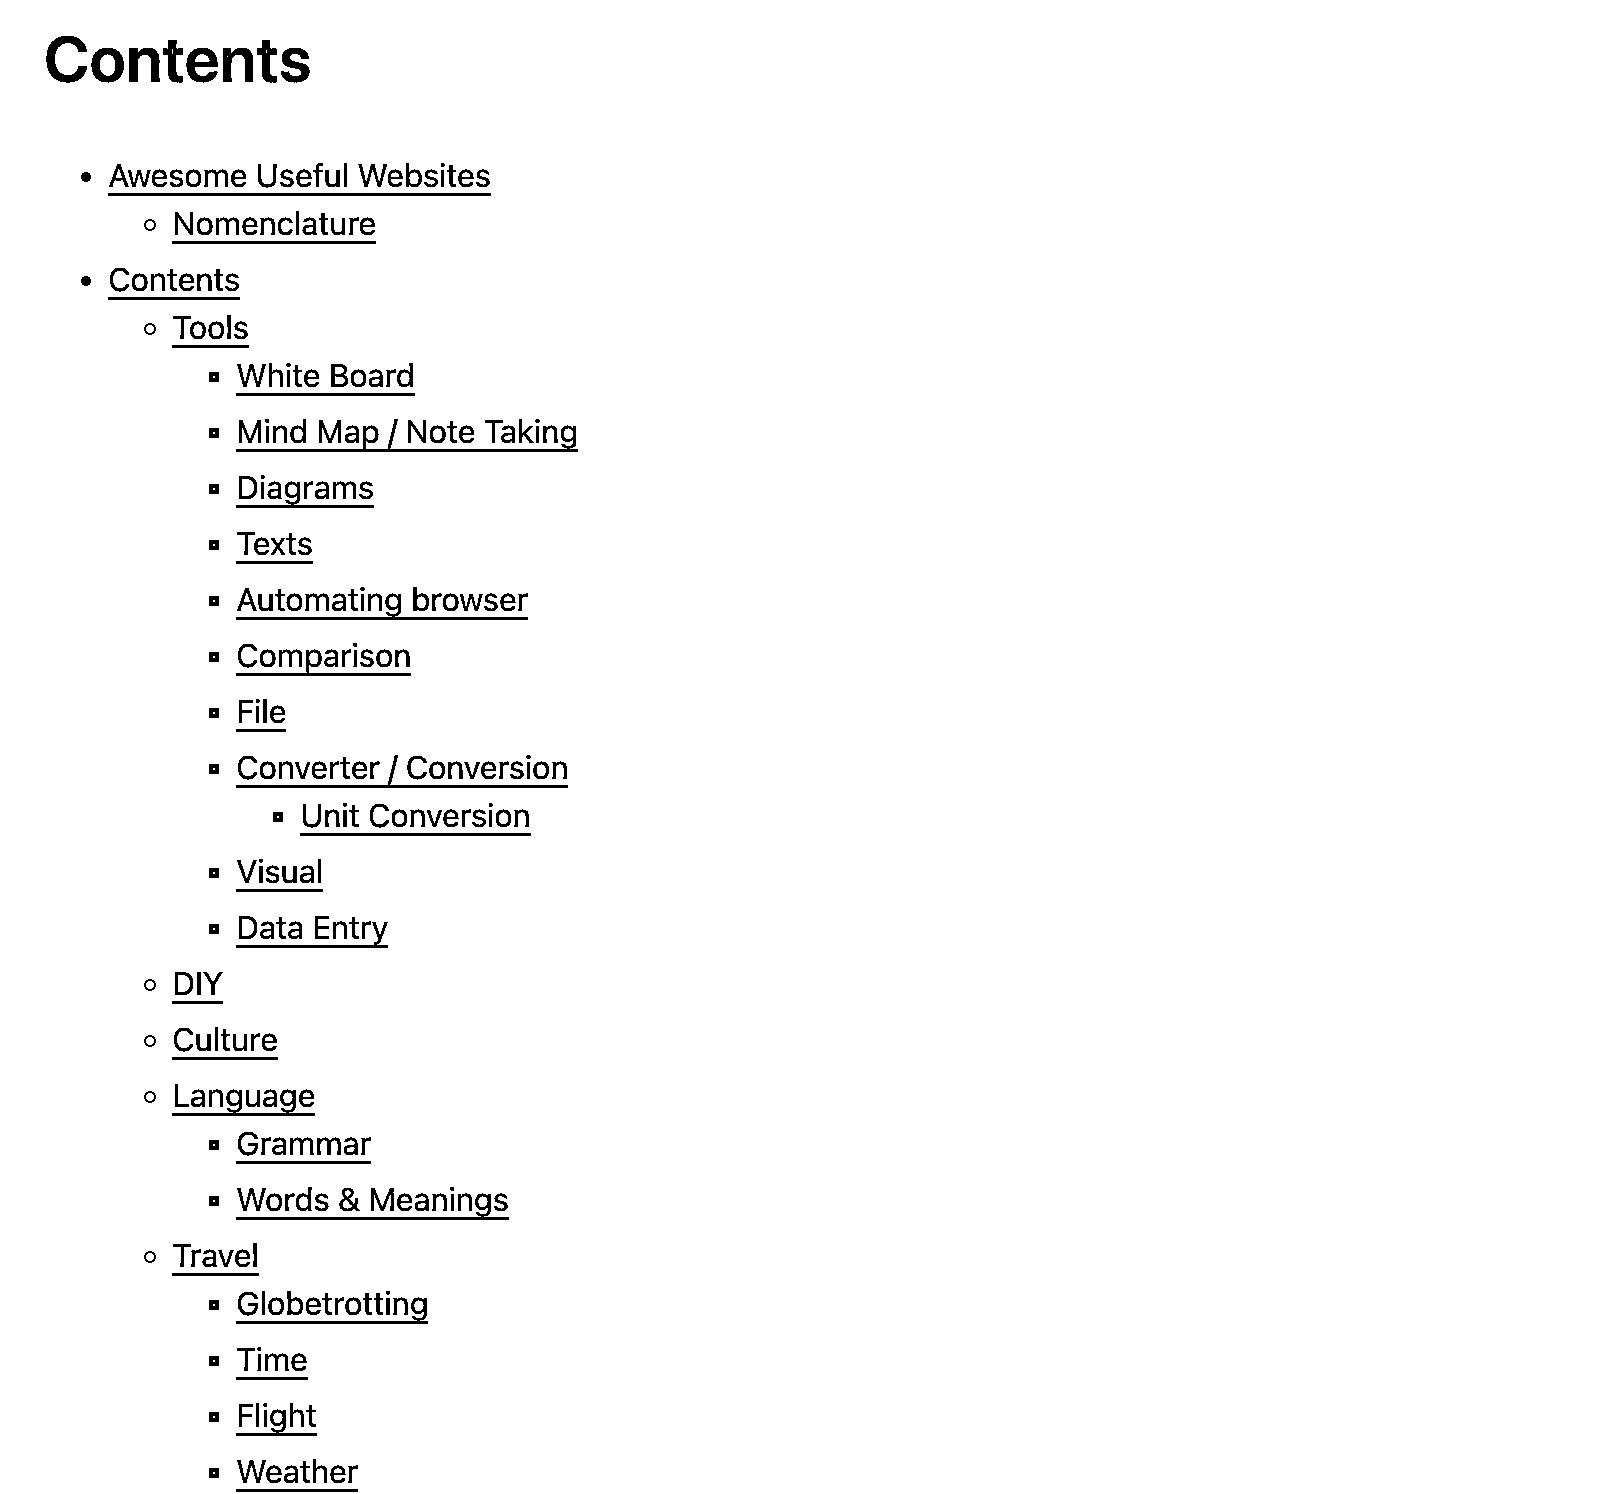 Contents
Awesome Useful Websites
Nomenclature
Contents
Tools
White Board
Mind Map / Note Taking
Diagrams
Texts
Automating browser
Comparison
File
Converter / Conversion
Unit Conversion
Visual
Data Entry
DIY
Culture
Language
Grammar
Words & Meanings
Travel
Globetrotting
Time
Flight
Weather